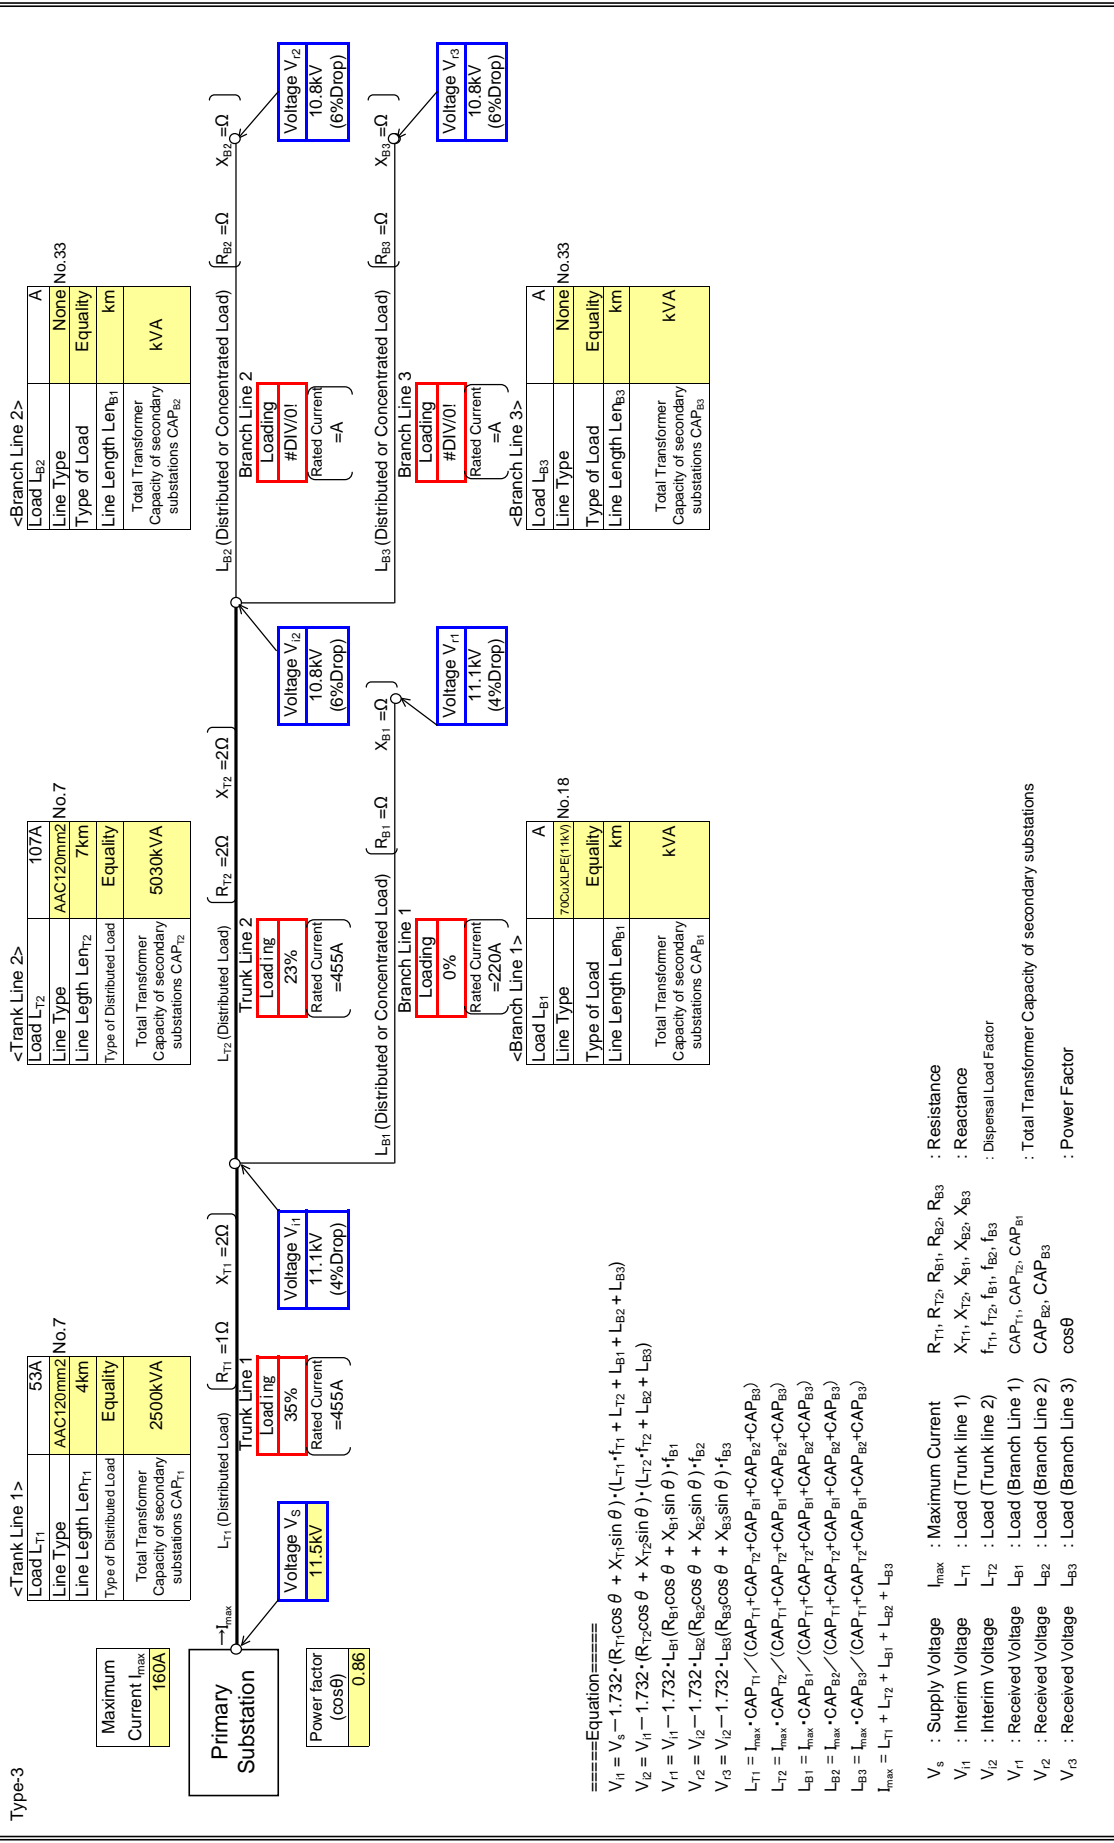 Type-3
Maximum
Current Imax
160A
Primary
Substation
Power factor
(cosθ)
0.86
→Imax
Voltage Vs
11.5kV
<Trank Line 1>
Load LT1 53A
Line Type AAC120mm2 No.7
Line Legth LenT1 4km
Type of Distributed Load Equality
Total Transformer
Capacity of secondary
substations CAPT1
2500kVA
LT1 (Distributed Load)
RT1 =1Ω XT1 =2Ω
Trunk Line 1
Loading
35%
Rated Current
=455A
Voltage Vi1
11.1kV
(4%Drop)
<Trank Line 2>
Load LT2 107A
Line Type AAC120mm2 No.7
Line Legth LenT2 7km
Type of Distributed Load Equality
Total Transformer
Capacity of secondary
substations CAPT2
5030kVA
LT2 (Distributed Load)
RT2 =2Ω XT2 =2Ω
Trunk Line 2
Loading
23%
Rated Current
=455A
Voltage Vi2
10.8kV
(6%Drop)
LB1 (Distributed or Concentrated Load)
RB1 =Ω XB1 =Ω
Branch Line 1
Loading
0%
Rated Current
=220A
Voltage Vr1
11.1kV
(4%Drop)
<Branch Line 1>
Load LB1 A
Line Type 70CuXLPE(11kV) No.18
Type of Load Equality
Line Length LenB1 km
Total Transformer
Capacity of secondary
substations CAPB1
kVA
<Branch Line 2>
Load LB2 A
Line Type None No.33
Type of Load Equality
Line Length LenB1 km
Total Transformer
Capacity of secondary
substations CAPB2
kVA
LB2 (Distributed or Concentrated Load)
RB2 =Ω XB2 =Ω
Branch Line 2
Loading
#DIV/0!
Rated Current
=A
Voltage Vr2
10.8kV
(6%Drop)
LB3 (Distributed or Concentrated Load)
RB3 =Ω XB3 =Ω
Branch Line 3
Loading
#DIV/0!
Rated Current
=A
Voltage Vr3
10.8kV
(6%Drop)
<Branch Line 3>
Load LB3 A
Line Type None No.33
Type of Load Equality
Line Length LenB3 km
Total Transformer
Capacity of secondary
substations CAPB3
kVA
=====Equation=====
Vi1 = Vs－1.732・(RT1cosθ + XT1sinθ)・(LT1・fT1 + LT2 + LB1 + LB2 + LB3)
Vi2 = Vi1－1.732・(RT2cosθ + XT2sinθ)・(LT2・fT2 + LB2 + LB3)
Vr1 = Vi1－1.732・LB1(RB1cosθ + XB1sinθ)・fB1
Vr2 = Vi2－1.732・LB2(RB2cosθ + XB2sinθ)・fB2
Vr3 = Vi2－1.732・LB3(RB3cosθ + XB3sinθ)・fB3
LT1 = Imax・CAPT1／(CAPT1+CAPT2+CAPB1+CAPB2+CAPB3)
LT2 = Imax・CAPT2／(CAPT1+CAPT2+CAPB1+CAPB2+CAPB3)
LB1 = Imax・CAPB1／(CAPT1+CAPT2+CAPB1+CAPB2+CAPB3)
LB2 = Imax・CAPB2／(CAPT1+CAPT2+CAPB1+CAPB2+CAPB3)
LB3 = Imax・CAPB3／(CAPT1+CAPT2+CAPB1+CAPB2+CAPB3)
Imax = LT1 + LT2 + LB1 + LB2 + LB3
Vs : Supply Voltage Imax : Maximum Current RT1, RT2, RB1, RB2, RB3 : Resistance
Vi1 : Interim Voltage LT1 : Load (Trunk line 1) XT1, XT2, XB1, XB2, XB3 : Reactance
Vi2 : Interim Voltage LT2 : Load (Trunk line 2) fT1, fT2, fB1, fB2, fB3 : Dispersal Load Factor
Vr1 : Received Voltage LB1 : Load (Branch Line 1) CAPT1, CAPT2, CAPB1 : Total Transformer Capacity of secondary substations
Vr2 : Received Voltage LB2 : Load (Branch Line 2) CAPB2, CAPB3
Vr3 : Received Voltage LB3 : Load (Branch Line 3) cosθ : Power Factor